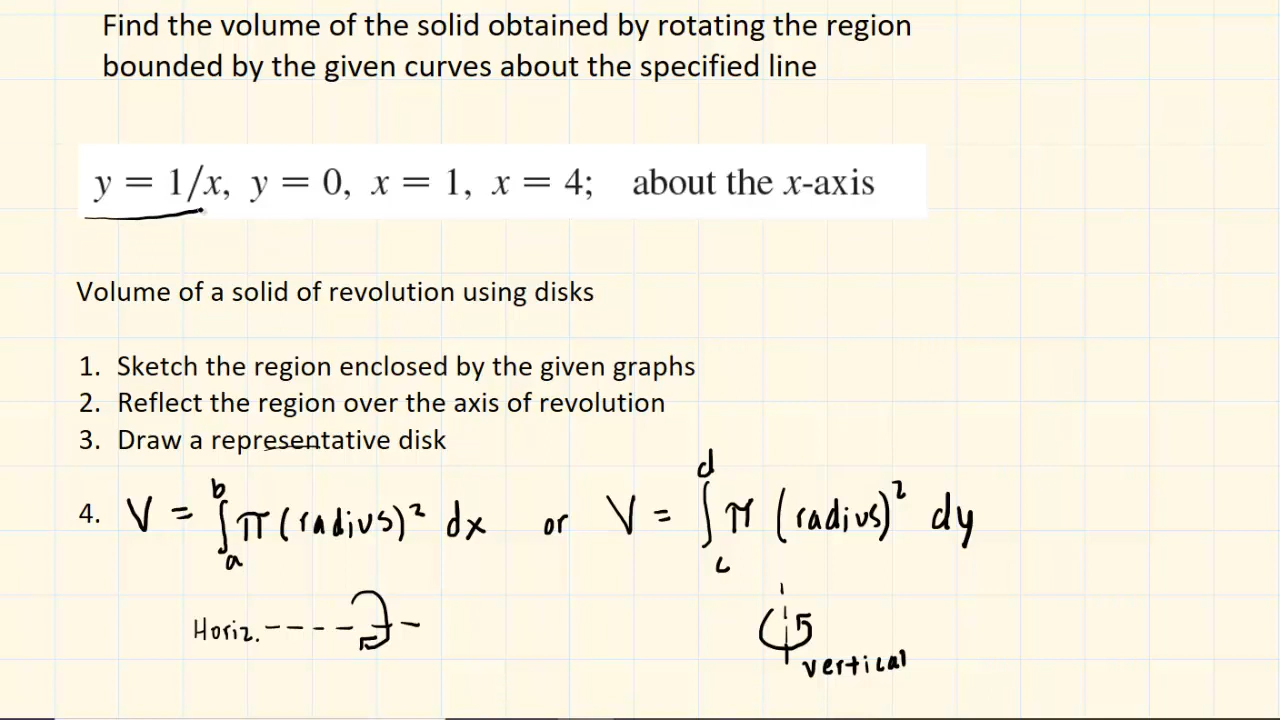 Find the volume of the solid obtained by rotating the region
bounded by the given curves about the specified line
y = 1/x, y = 0, x = 1, x = 4; about the x-axis
Volume of a solid of revolution using disks
1. Sketch the region enclosed by the given graphs
2. Reflect the region over the axis of revolution
3. Draw a representative disk
4. V = ∫_a^b π (radius)² dx or V = ∫_c^d π (radius)² dy
Horiz.
vertical